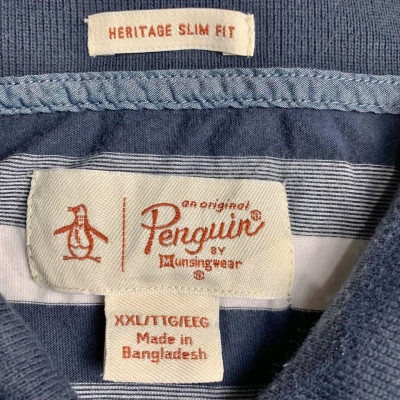 HERITAGE SLIM FIT
an original
Penguin®
BY
Munsingwear
®
XXL/TTG/EEG
Made in
Bangladesh